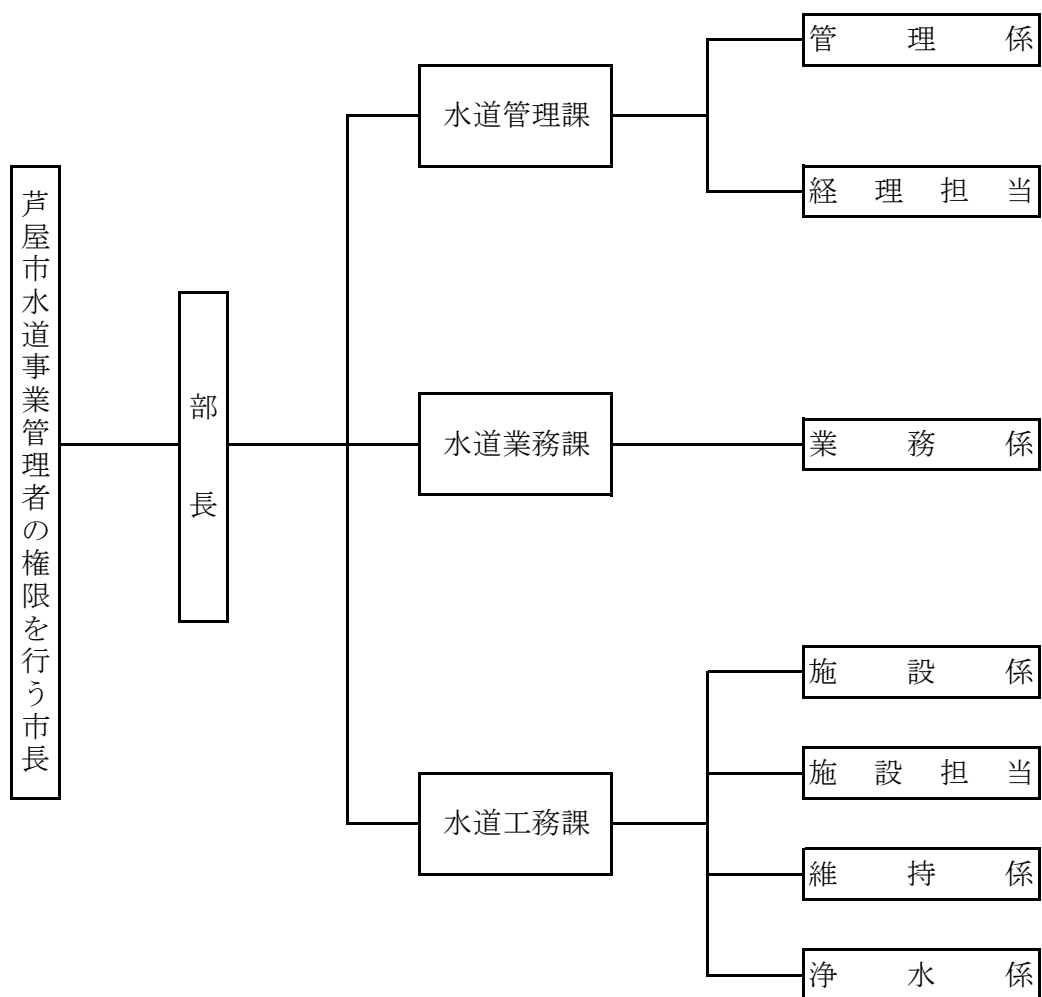 芦屋市水道事業管理者の権限を行う市長
部長
水道管理課
管理係
経理担当
水道業務課
業務係
水道工務課
施設係
施設担当
維持係
浄水係